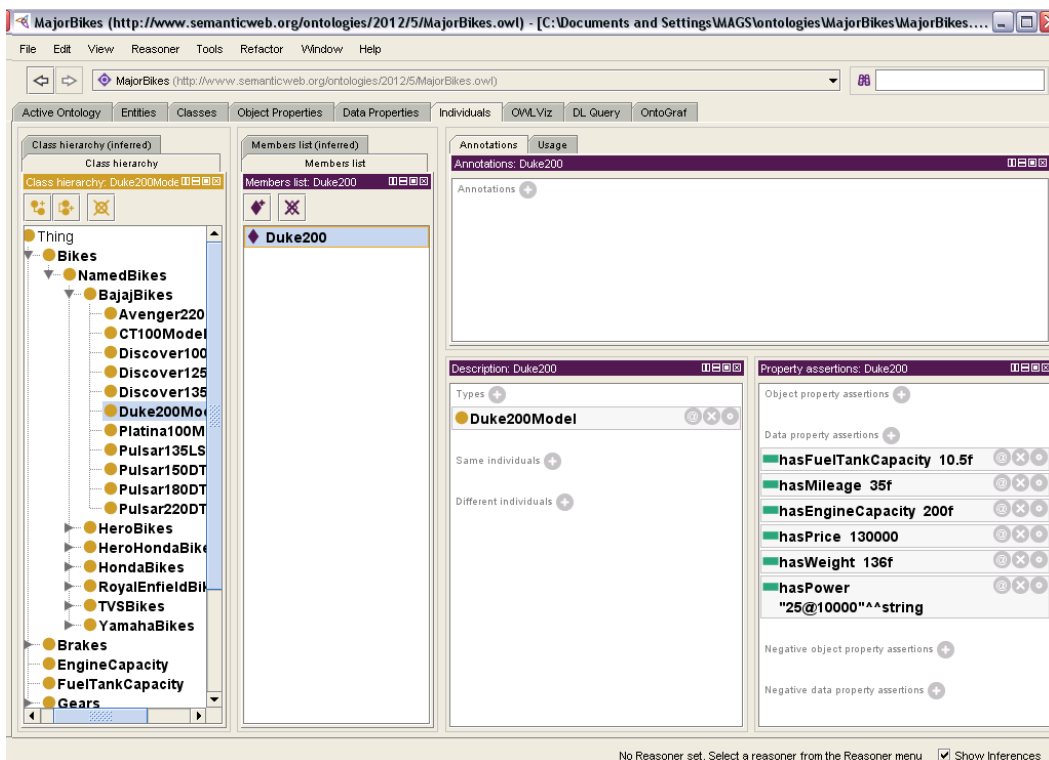 MajorBikes (http://www.semanticweb.org/ontologies/2012/5/MajorBikes.owl) - [C:\Documents and Settings\MAGS\ontologies\MajorBikes\MajorBikes....
File Edit View Reasoner Tools Refactor Window Help
MajorBikes (http://www.semanticweb.org/ontologies/2012/5/MajorBikes.owl)
Active Ontology Entities Classes Object Properties Data Properties Individuals OWLViz DL Query OntoGraf
Class hierarchy (inferred)
Class hierarchy
Class hierarchy: Duke200Mode
Thing
Bikes
NamedBikes
BajajBikes
Avenger220
CT100Model
Discover100
Discover125
Discover135
Duke200Mo
Platina100M
Pulsar135LS
Pulsar150DT
Pulsar180DT
Pulsar220DT
HeroBikes
HeroHondaBike
HondaBikes
RoyalEnfieldBik
TVSBikes
YamahaBikes
Brakes
EngineCapacity
FuelTankCapacity
Gears
Members list (inferred)
Members list
Members list: Duke200
Duke200
Annotations Usage
Annotations: Duke200
Annotations
Description: Duke200
Types
Duke200Model
Same individuals
Different individuals
Property assertions: Duke200
Object property assertions
Data property assertions
hasFuelTankCapacity 10.5f
hasMileage 35f
hasEngineCapacity 200f
hasPrice 130000
hasWeight 136f
hasPower
"25@10000"^^string
Negative object property assertions
Negative data property assertions
No Reasoner set. Select a reasoner from the Reasoner menu Show Inferences